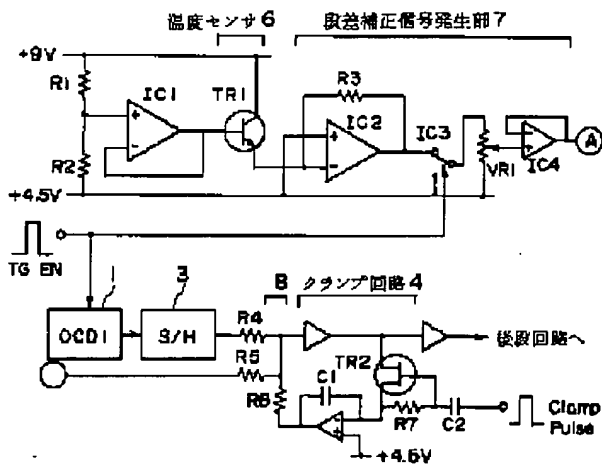 温度センサ6 段差補正信号発生部7
+9V
R1 IC1 TR1 R3 IC2 IC3
R2 VR1 IC4 A
+4.5V
TG EN
1 3 B クランプ回路4
OCD1 S/H R4 後段回路へ
R5 TR2
R6 C1 R7 C2 Clamp
Pulse
+4.5V